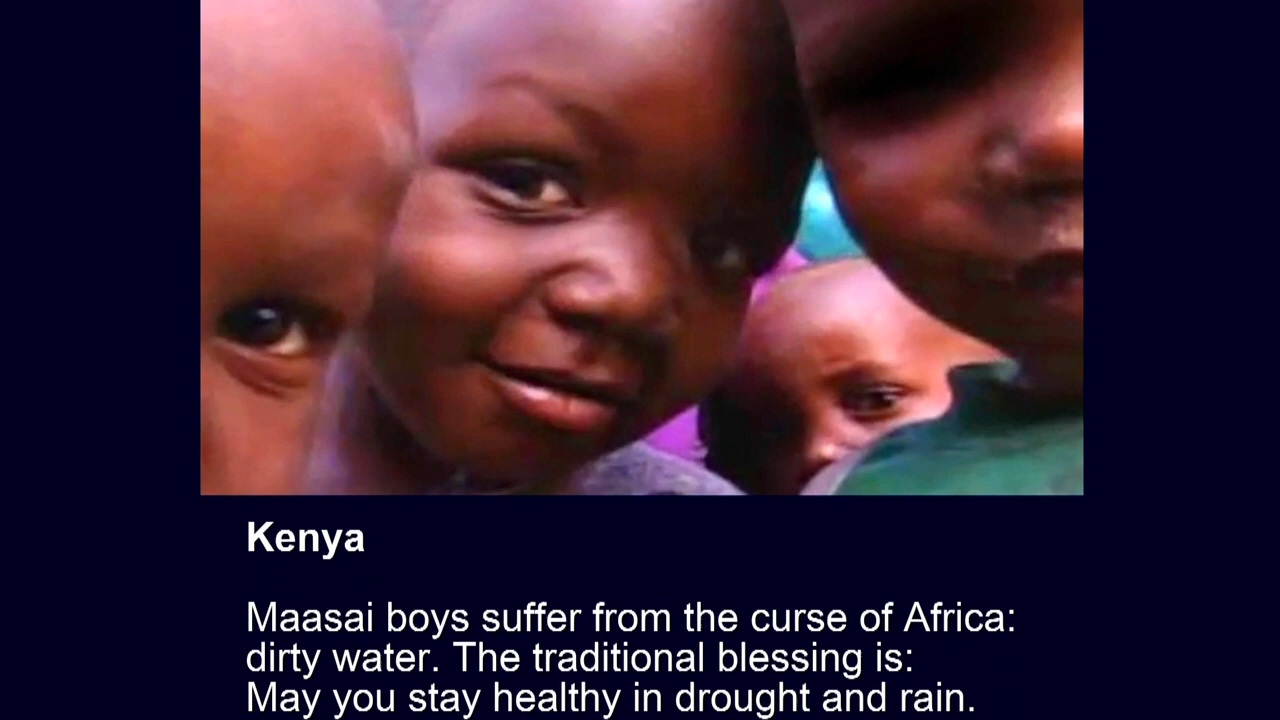 Kenya
Maasai boys suffer from the curse of Africa:
dirty water. The traditional blessing is:
May you stay healthy in drought and rain.